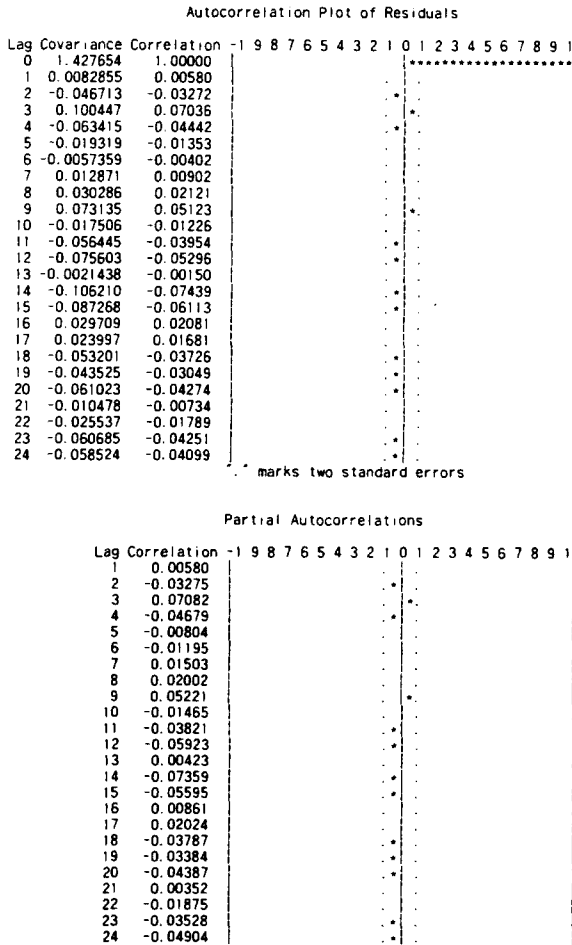 Autocorrelation Plot of Residuals
Lag Covariance Correlation -1 9 8 7 6 5 4 3 2 1 0 1 2 3 4 5 6 7 8 9 1
0 1.427654 1.00000 |********************
1 0.0082855 0.00580 . | .
2 -0.046713 -0.03272 .*| .
3 0.100447 0.07036 . |*.
4 -0.063415 -0.04442 .*| .
5 -0.019319 -0.01353 . | .
6 -0.0057359 -0.00402 . | .
7 0.012871 0.00902 . | .
8 0.030286 0.02121 . | .
9 0.073135 0.05123 . |*.
10 -0.017506 -0.01226 . | .
11 -0.056445 -0.03954 .*| .
12 -0.075603 -0.05296 .*| .
13 -0.0021438 -0.00150 . | .
14 -0.106210 -0.07439 .*| .
15 -0.087268 -0.06113 .*| .
16 0.029709 0.02081 . | .
17 0.023997 0.01681 . | .
18 -0.053201 -0.03726 .*| .
19 -0.043525 -0.03049 .*| .
20 -0.061023 -0.04274 .*| .
21 -0.010478 -0.00734 . | .
22 -0.025537 -0.01789 . | .
23 -0.060685 -0.04251 .*| .
24 -0.058524 -0.04099 .*| .
"." marks two standard errors
Partial Autocorrelations
Lag Correlation -1 9 8 7 6 5 4 3 2 1 0 1 2 3 4 5 6 7 8 9 1
1 0.00580 . | .
2 -0.03275 .*| .
3 0.07082 . |*.
4 -0.04679 .*| .
5 -0.00804 . | .
6 -0.01195 . | .
7 0.01503 . | .
8 0.02002 . | .
9 0.05221 . |*.
10 -0.01465 . | .
11 -0.03821 .*| .
12 -0.05923 .*| .
13 0.00423 . | .
14 -0.07359 .*| .
15 -0.05595 .*| .
16 0.00861 . | .
17 0.02024 . | .
18 -0.03787 .*| .
19 -0.03384 .*| .
20 -0.04387 .*| .
21 0.00352 . | .
22 -0.01875 . | .
23 -0.03528 .*| .
24 -0.04904 .*| .